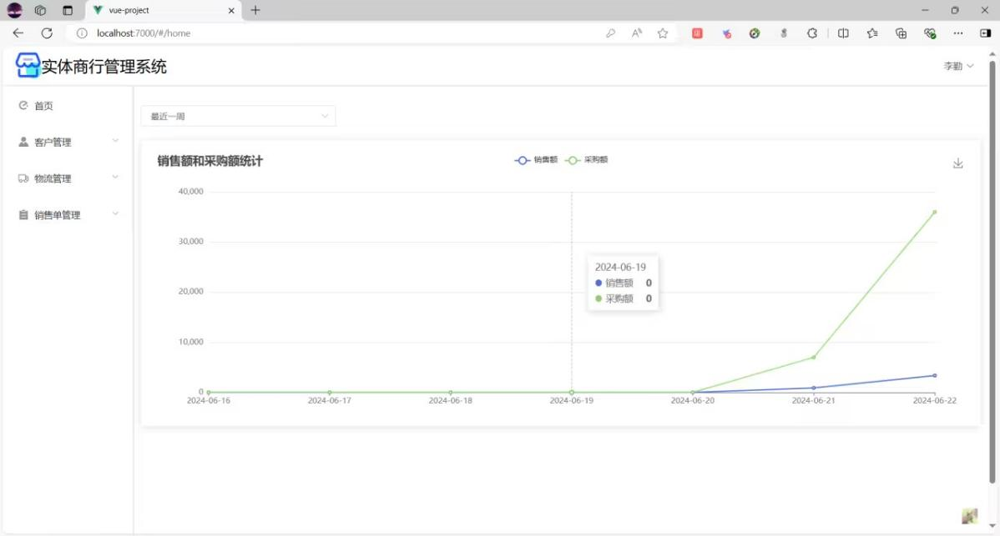 vue-project
localhost:7000/#/home
实体商行管理系统
李勤
首页
客户管理
物流管理
销售单管理
最近一周
销售额和采购额统计
销售额 采购额
40,000
30,000
20,000
10,000
0
2024-06-19
销售额 0
采购额 0
2024-06-16 2024-06-17 2024-06-18 2024-06-19 2024-06-20 2024-06-21 2024-06-22